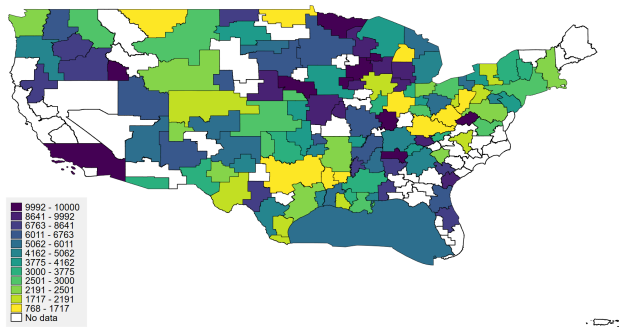 9992 - 10000
8641 - 9992
6763 - 8641
6011 - 6763
5062 - 6011
4162 - 5062
3775 - 4162
3000 - 3775
2501 - 3000
2191 - 2501
1717 - 2191
768 - 1717
No data